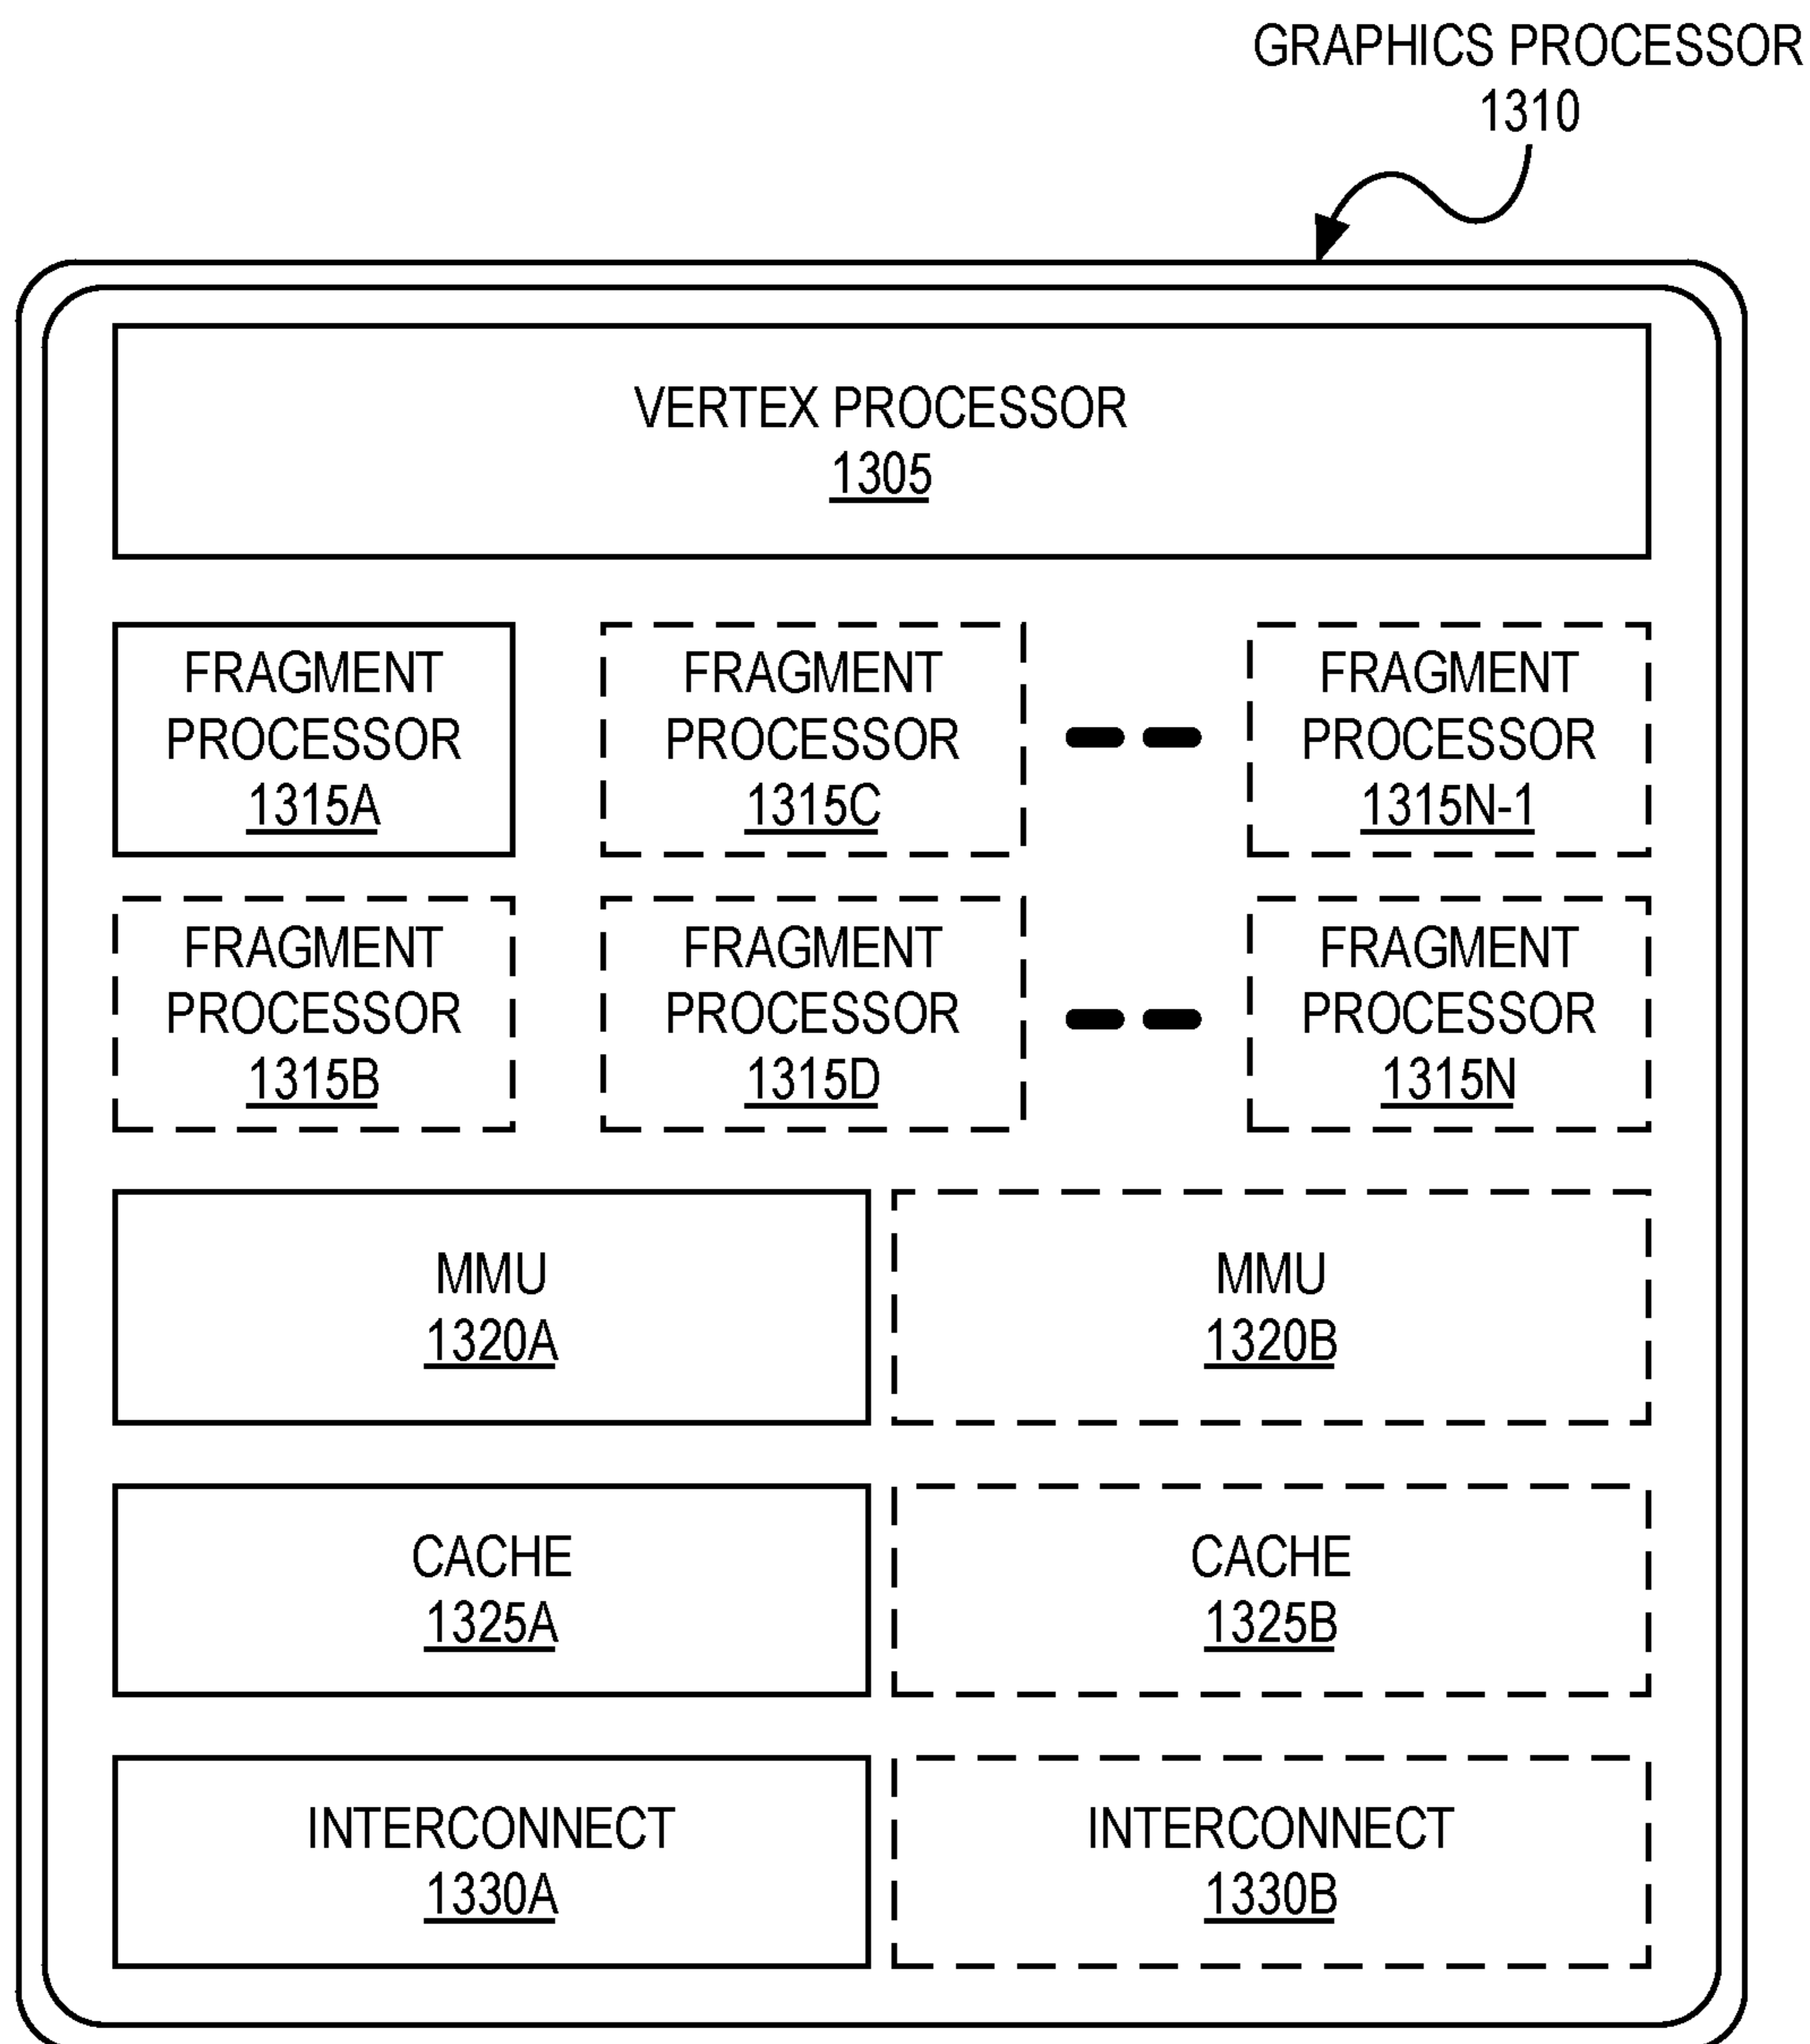 GRAPHICS PROCESSOR
1310
VERTEX PROCESSOR
1305
FRAGMENT
PROCESSOR
1315A
FRAGMENT
PROCESSOR
1315C
FRAGMENT
PROCESSOR
1315N-1
FRAGMENT
PROCESSOR
1315B
FRAGMENT
PROCESSOR
1315D
FRAGMENT
PROCESSOR
1315N
MMU
1320A
MMU
1320B
CACHE
1325A
CACHE
1325B
INTERCONNECT
1330A
INTERCONNECT
1330B